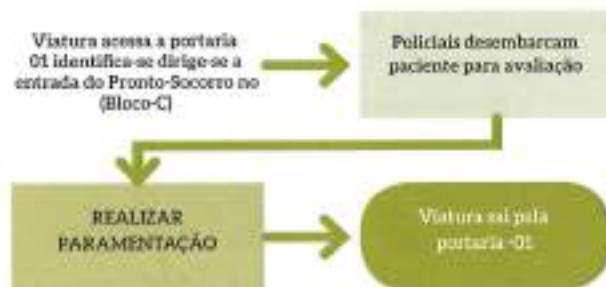 Viatura acessa a portaria
01 identifica-se dirige-se a
entrada do Pronto-Socorro no
(Bloco-C)
Policiais desembarcam
paciente para avaliação
REALIZAR
PARAMENTAÇÃO
Viatura sai pela
portaria -01